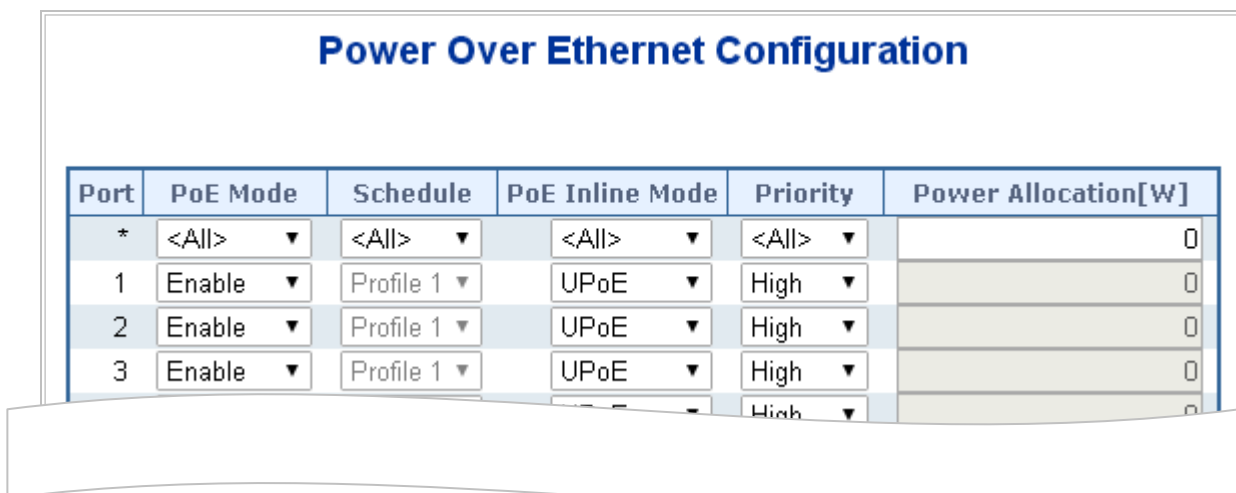 Power Over Ethernet Configuration
Port PoE Mode Schedule PoE Inline Mode Priority Power Allocation[W]
* <All> <All> <All> <All> 0
1 Enable Profile 1 UPoE High 0
2 Enable Profile 1 UPoE High 0
3 Enable Profile 1 UPoE High 0
High 0